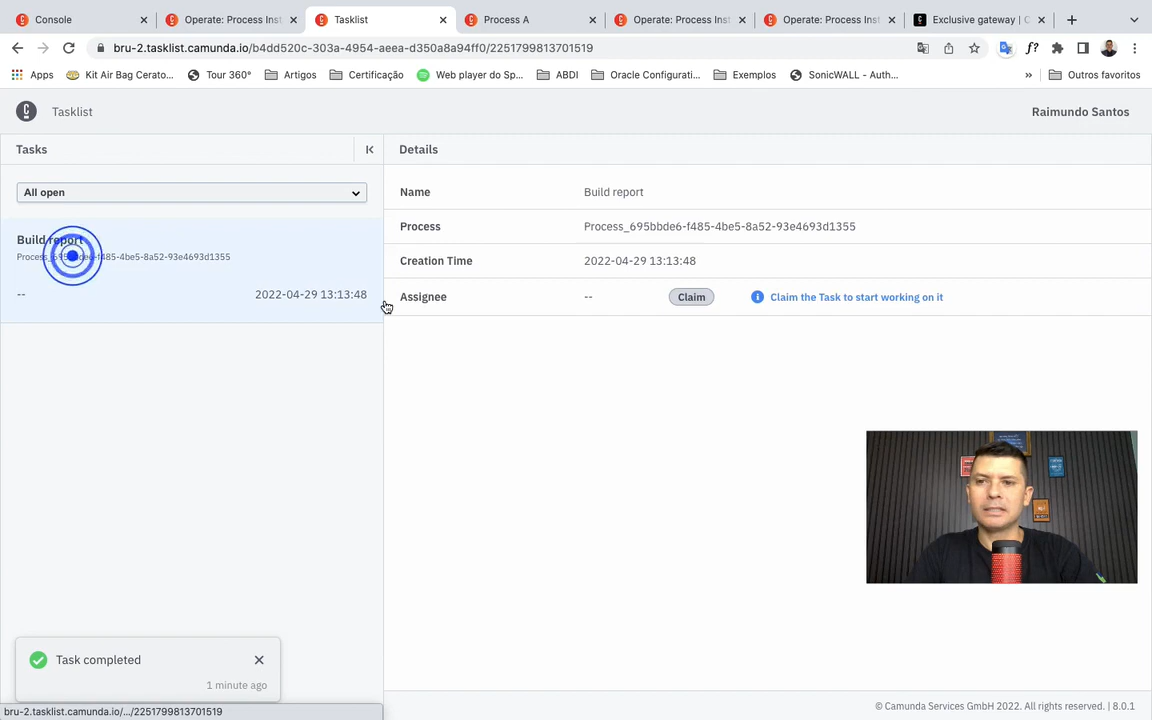 Console
Operate: Process Inst
Tasklist
Process A
Operate: Process Inst
Operate: Process Inst
Exclusive gateway | C
bru-2.tasklist.camunda.io/b4dd520c-303a-4954-aeea-d350a8a94ff0/2251799813701519
Apps
Kit Air Bag Cerato...
Tour 360°
Artigos
Certificação
Web player do Sp...
ABDI
Oracle Configurati...
Exemplos
SonicWALL - Auth...
»
Outros favoritos
Tasklist
Raimundo Santos
Tasks
Details
All open
Name
Build report
Process
Process_695bbde6-f485-4be5-8a52-93e4693d1355
Creation Time
2022-04-29 13:13:48
Assignee
--
Claim
Claim the Task to start working on it
Build report
Process_695bbde6-f485-4be5-8a52-93e4693d1355
--
2022-04-29 13:13:48
Task completed
1 minute ago
bru-2.tasklist.camunda.io/.../2251799813701519
© Camunda Services GmbH 2022. All rights reserved. | 8.0.1